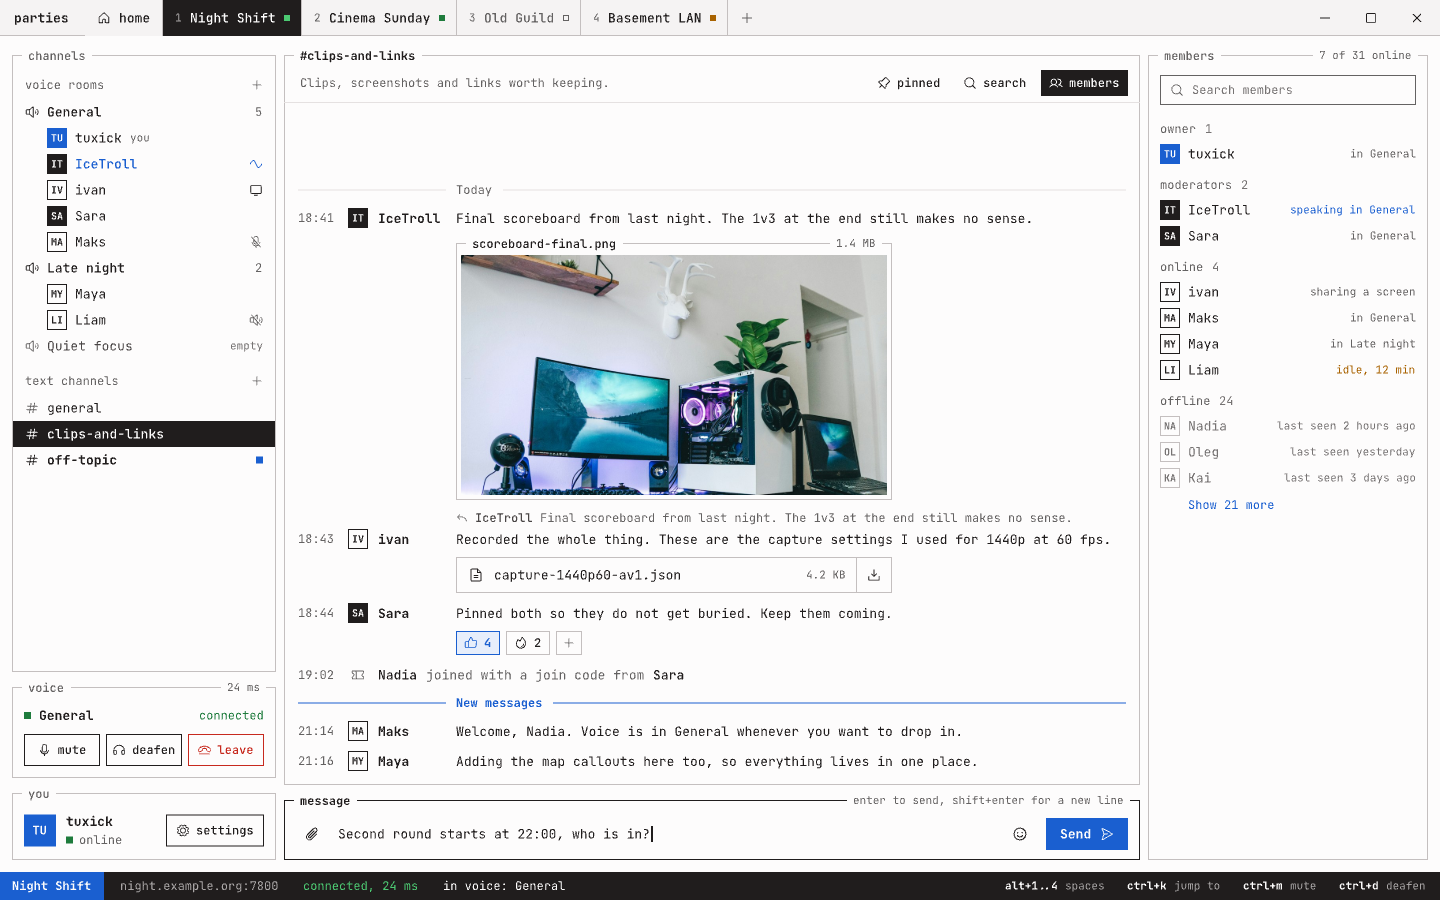 parties
home
1 Night Shift
2 Cinema Sunday
3 Old Guild
4 Basement LAN
channels
voice rooms
General 5
TU tuxick you
IT IceTroll
IV ivan
SA Sara
MA Maks
Late night 2
MY Maya
LI Liam
Quiet focus empty
text channels
# general
# clips-and-links
# off-topic
voice 24 ms
General connected
mute
deafen
leave
you
TU tuxick
online
settings
#clips-and-links
Clips, screenshots and links worth keeping.
pinned
search
members
Today
18:41 IT IceTroll Final scoreboard from last night. The 1v3 at the end still makes no sense.
scoreboard-final.png 1.4 MB
IceTroll Final scoreboard from last night. The 1v3 at the end still makes no sense.
18:43 IV ivan Recorded the whole thing. These are the capture settings I used for 1440p at 60 fps.
capture-1440p60-av1.json 4.2 KB
18:44 SA Sara Pinned both so they do not get buried. Keep them coming.
4
2
19:02 Nadia joined with a join code from Sara
New messages
21:14 MA Maks Welcome, Nadia. Voice is in General whenever you want to drop in.
21:16 MY Maya Adding the map callouts here too, so everything lives in one place.
message enter to send, shift+enter for a new line
Second round starts at 22:00, who is in?
Send
members 7 of 31 online
Search members
owner 1
TU tuxick in General
moderators 2
IT IceTroll speaking in General
SA Sara in General
online 4
IV ivan sharing a screen
MA Maks in General
MY Maya in Late night
LI Liam idle, 12 min
offline 24
NA Nadia last seen 2 hours ago
OL Oleg last seen yesterday
KA Kai last seen 3 days ago
Show 21 more
Night Shift night.example.org:7800 connected, 24 ms in voice: General
alt+1..4 spaces ctrl+k jump to ctrl+m mute ctrl+d deafen